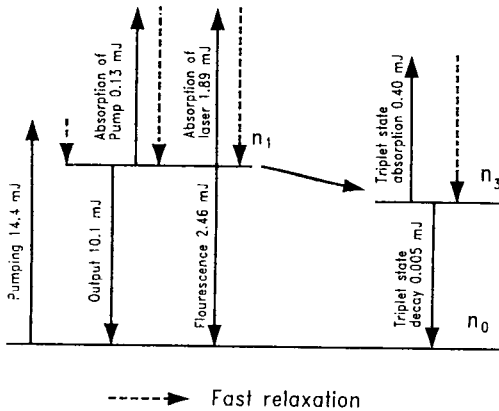 Pumping 14.4 mJ
Absorption of
Pump 0.13 mJ
Output 10.1 mJ
Absorption of
laser 1.89 mJ
Flourescence 2.46 mJ
n1
Triplet state
absorption 0.40 mJ
n3
Triplet state
decay 0.005 mJ
n0
Fast relaxation